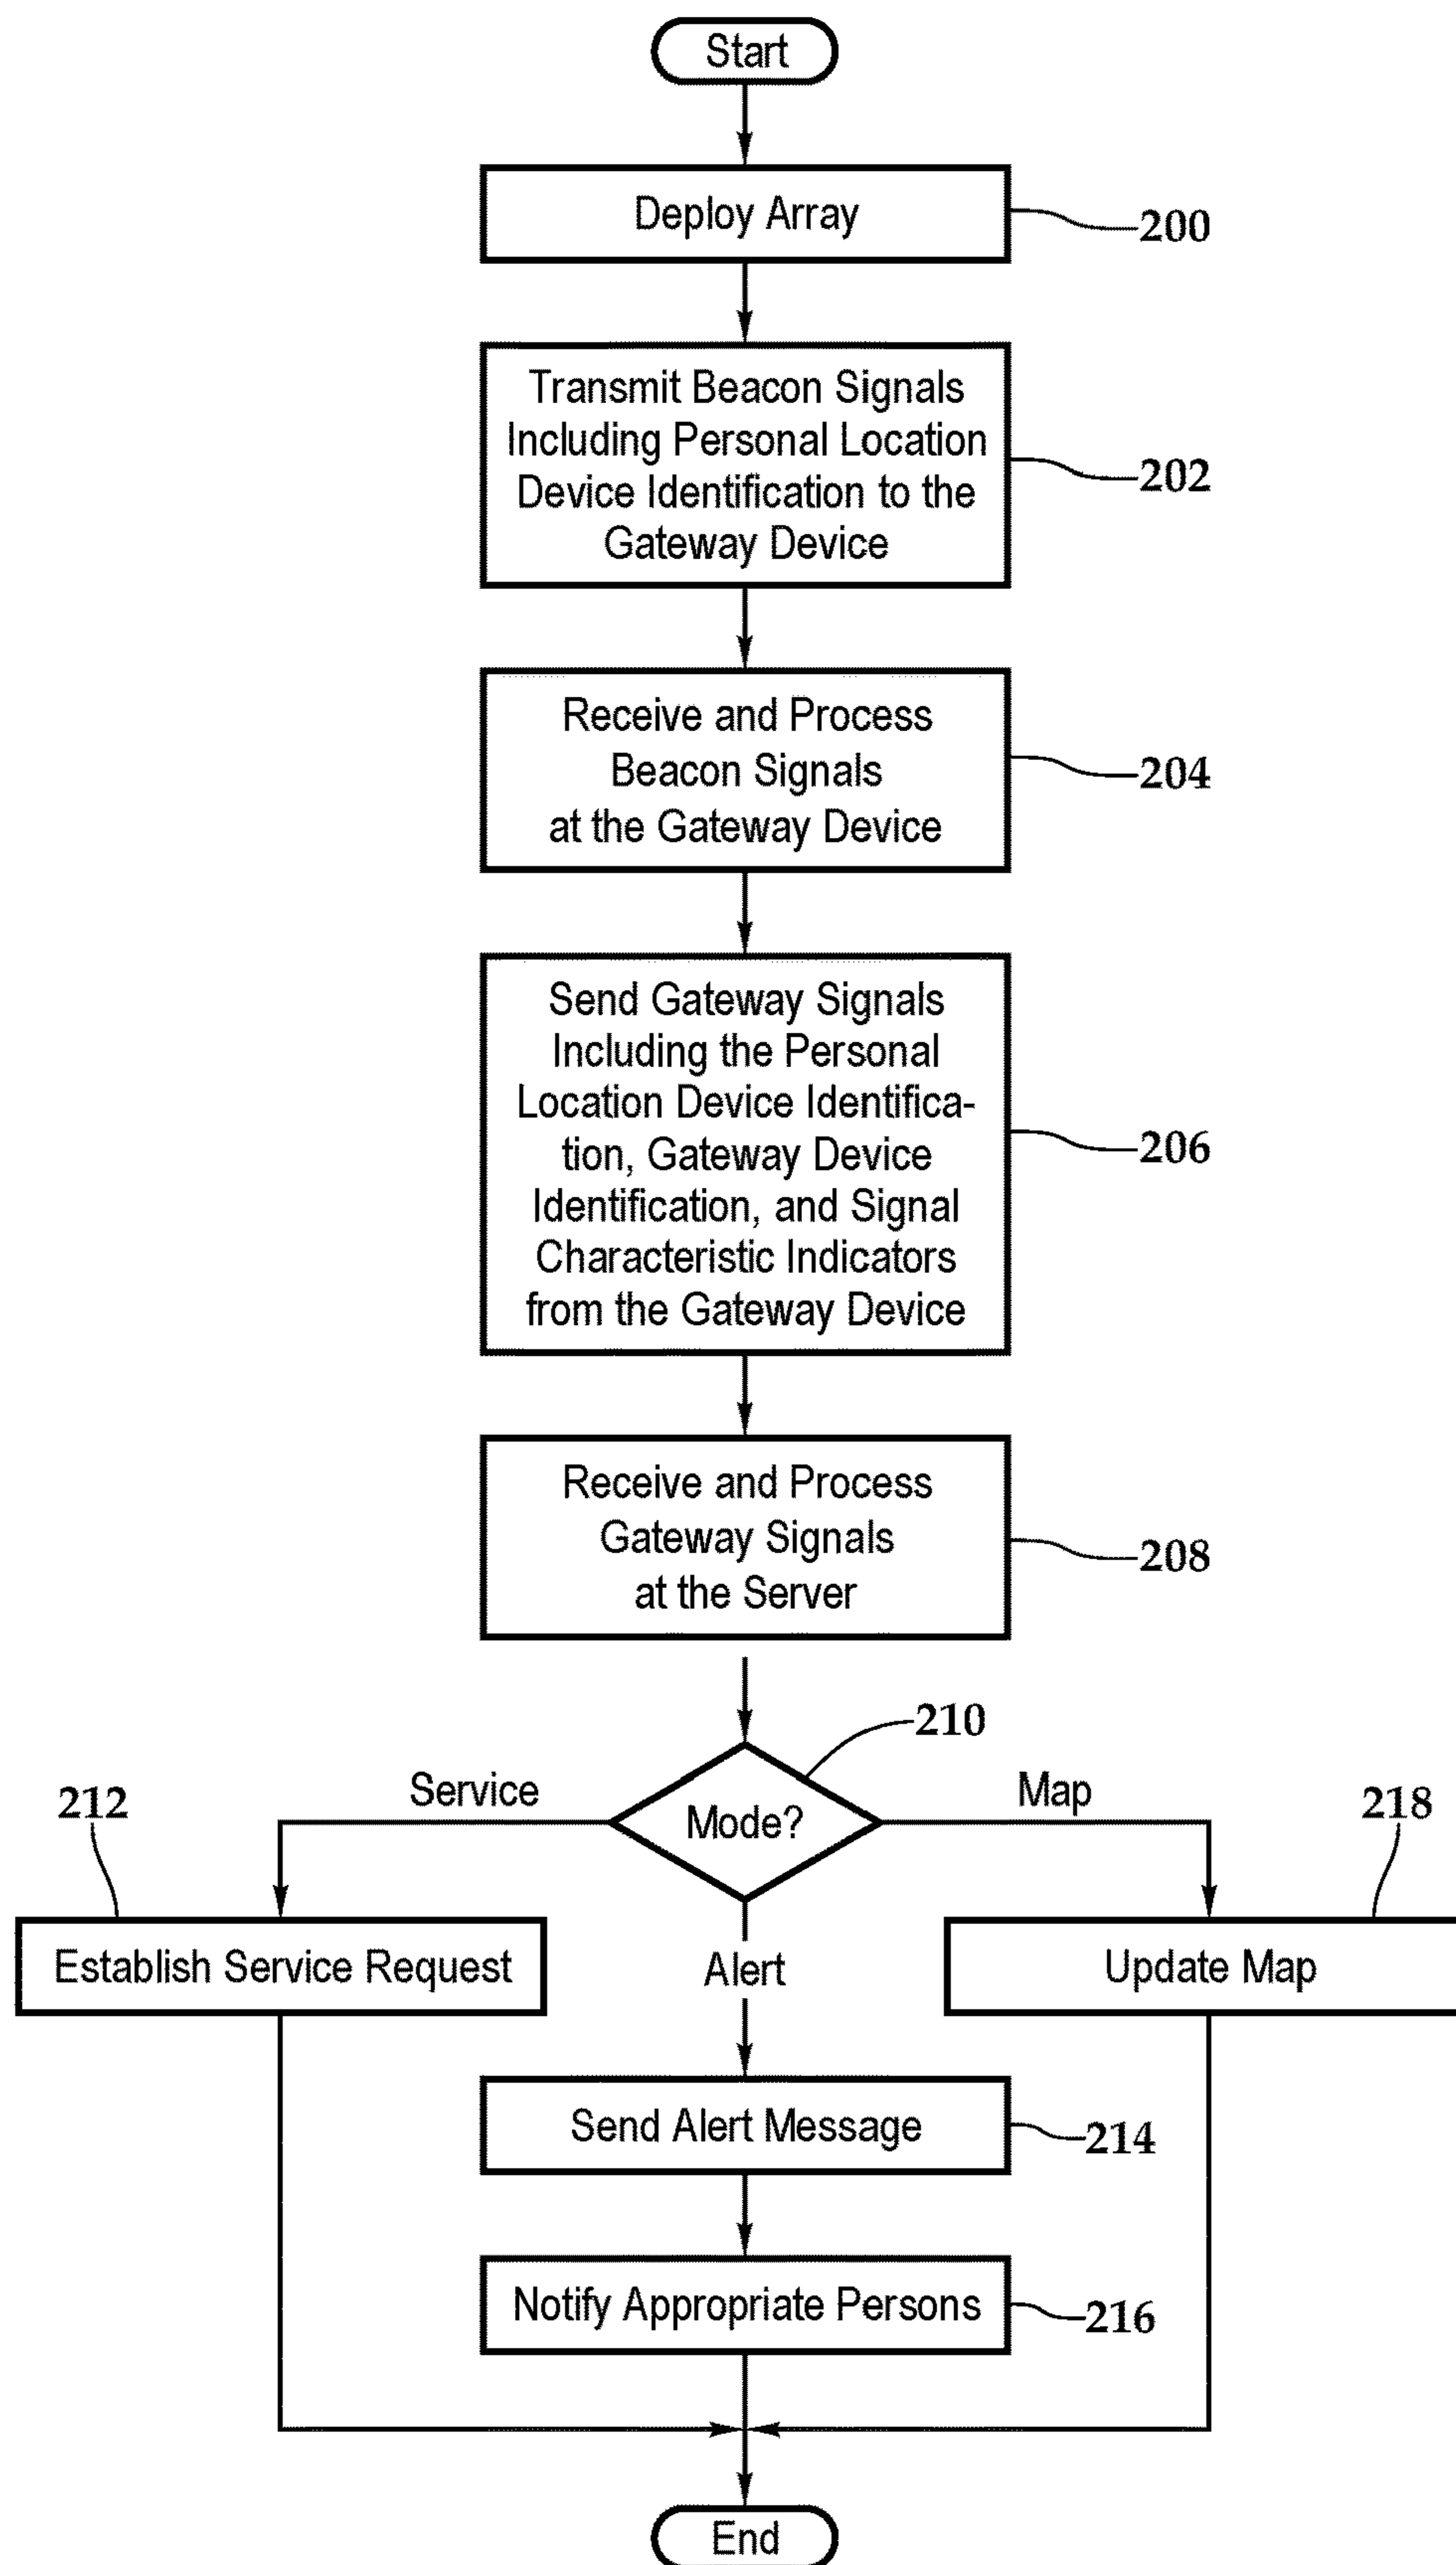 Start
Deploy Array
200
Transmit Beacon Signals
Including Personal Location
Device Identification to the
Gateway Device
202
Receive and Process
Beacon Signals
at the Gateway Device
204
Send Gateway Signals
Including the Personal
Location Device Identifica-
tion, Gateway Device
Identification, and Signal
Characteristic Indicators
from the Gateway Device
206
Receive and Process
Gateway Signals
at the Server
208
210
Service
Mode?
Map
212
218
Establish Service Request
Alert
Update Map
Send Alert Message
214
Notify Appropriate Persons
216
End